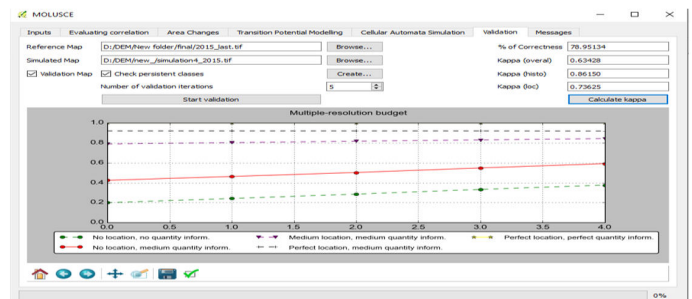 MOLUSCE
Inputs Evaluating correlation Area Changes Transition Potential Modelling Cellular Automata Simulation Validation Messages
Reference Map D:/DEM/New folder/final/2015_last.tif Browse... % of Correctness 78.95134
Simulated Map D:/DEM/new_/simulation4_2015.tif Browse... Kappa (overal) 0.63428
Validation Map Check persistent classes Create... Kappa (histo) 0.86150
Number of validation iterations 5 Kappa (loc) 0.73625
Start validation Calculate kappa
Multiple-resolution budget
1.0
0.8
0.6
0.4
0.2
0.0
0.0 0.5 1.0 1.5 2.0 2.5 3.0 3.5 4.0
No location, no quantity inform. Medium location, medium quantity inform. Perfect location, perfect quantity inform.
No location, medium quantity inform. Perfect location, medium quantity inform.
0%